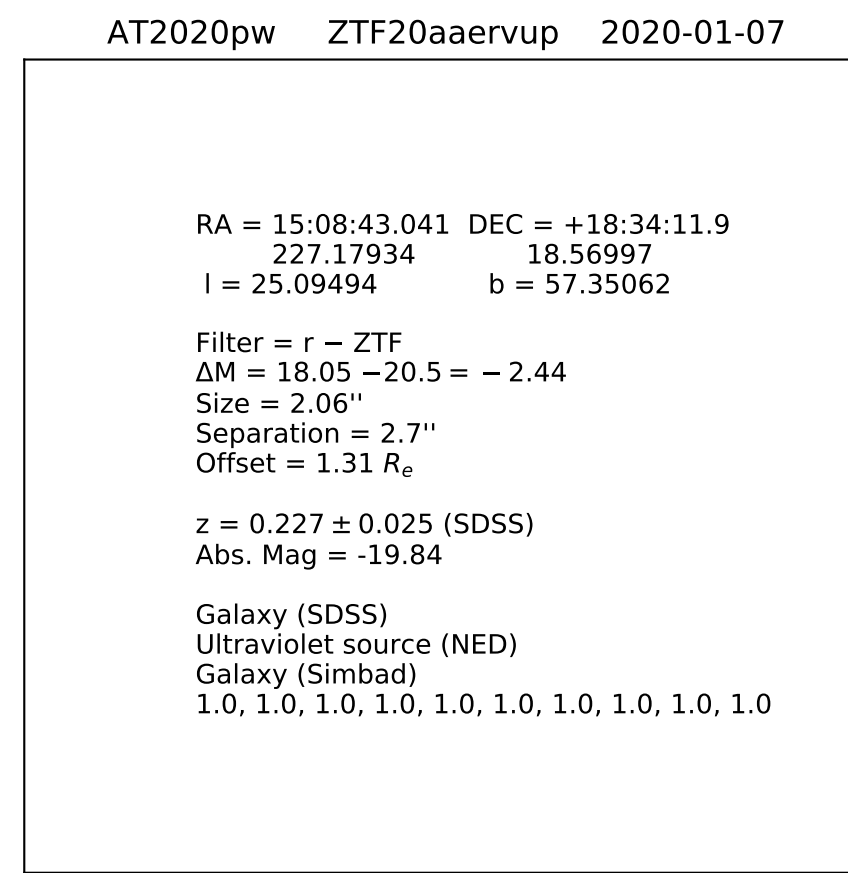 AT2020pw ZTF20aaervup 2020-01-07
RA = 15:08:43.041 DEC = +18:34:11.9
227.17934 18.56997
l = 25.09494 b = 57.35062
Filter = r − ZTF
ΔM = 18.05 −20.5 = − 2.44
Size = 2.06''
Separation = 2.7''
Offset = 1.31 Rₑ
z = 0.227 ± 0.025 (SDSS)
Abs. Mag = -19.84
Galaxy (SDSS)
Ultraviolet source (NED)
Galaxy (Simbad)
1.0, 1.0, 1.0, 1.0, 1.0, 1.0, 1.0, 1.0, 1.0, 1.0